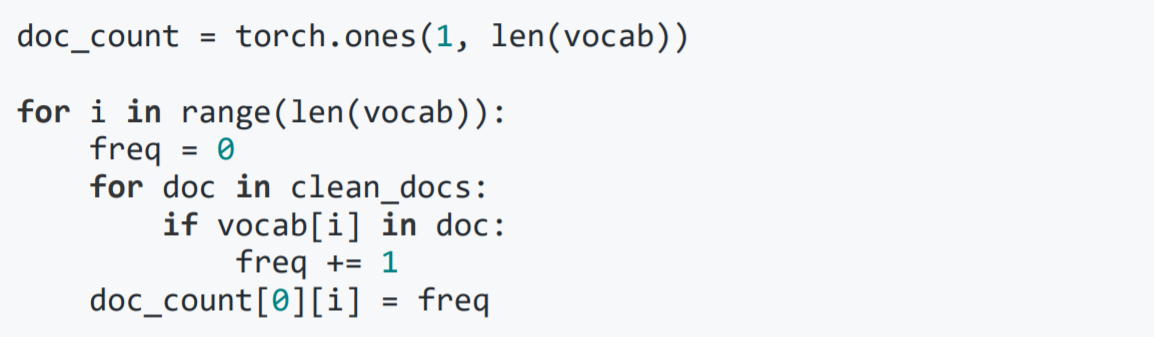 doc_count = torch.ones(1, len(vocab))
for i in range(len(vocab)):
    freq = 0
    for doc in clean_docs:
        if vocab[i] in doc:
            freq += 1
    doc_count[0][i] = freq